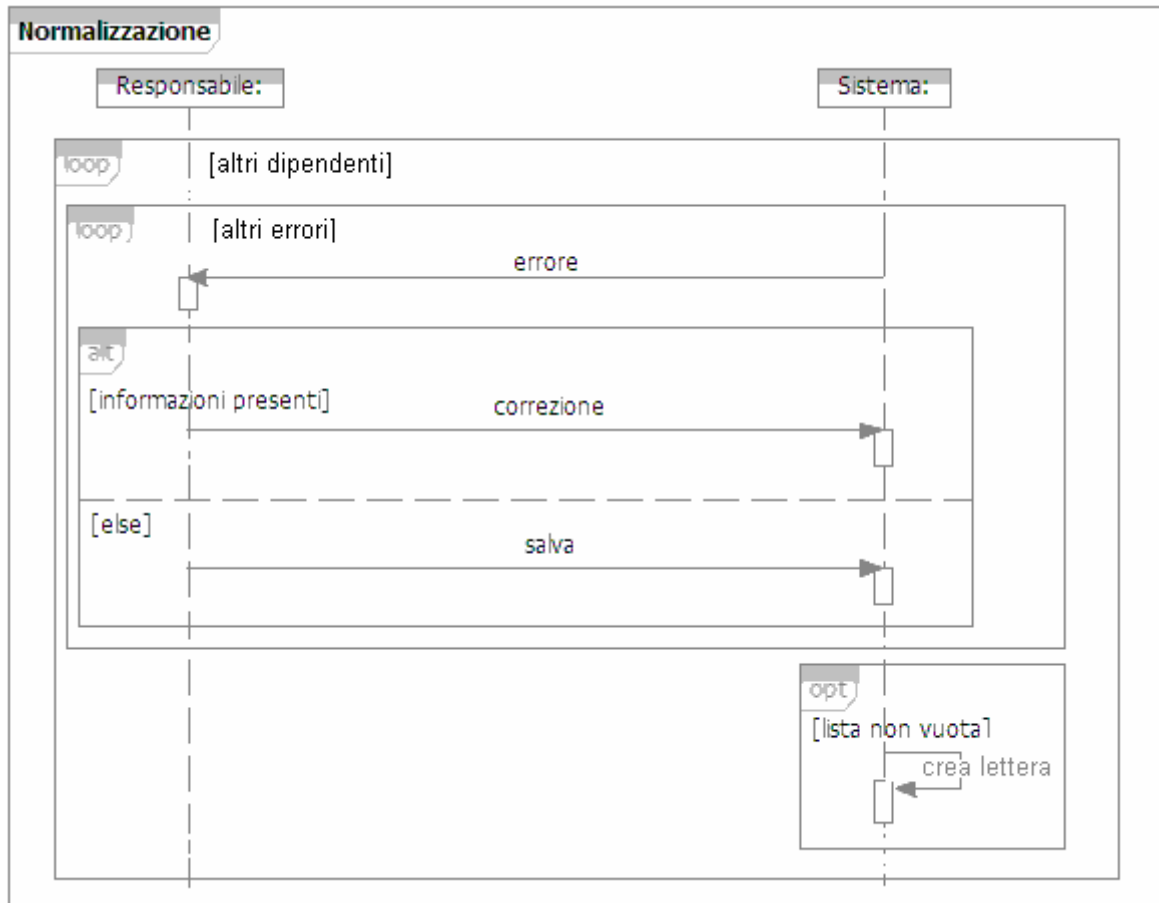 Normalizzazione
Responsabile:
Sistema:
loop
[altri dipendenti]
loop
[altri errori]
errore
alt
[informazioni presenti]
correzione
[else]
salva
opt
[lista non vuota]
crea lettera